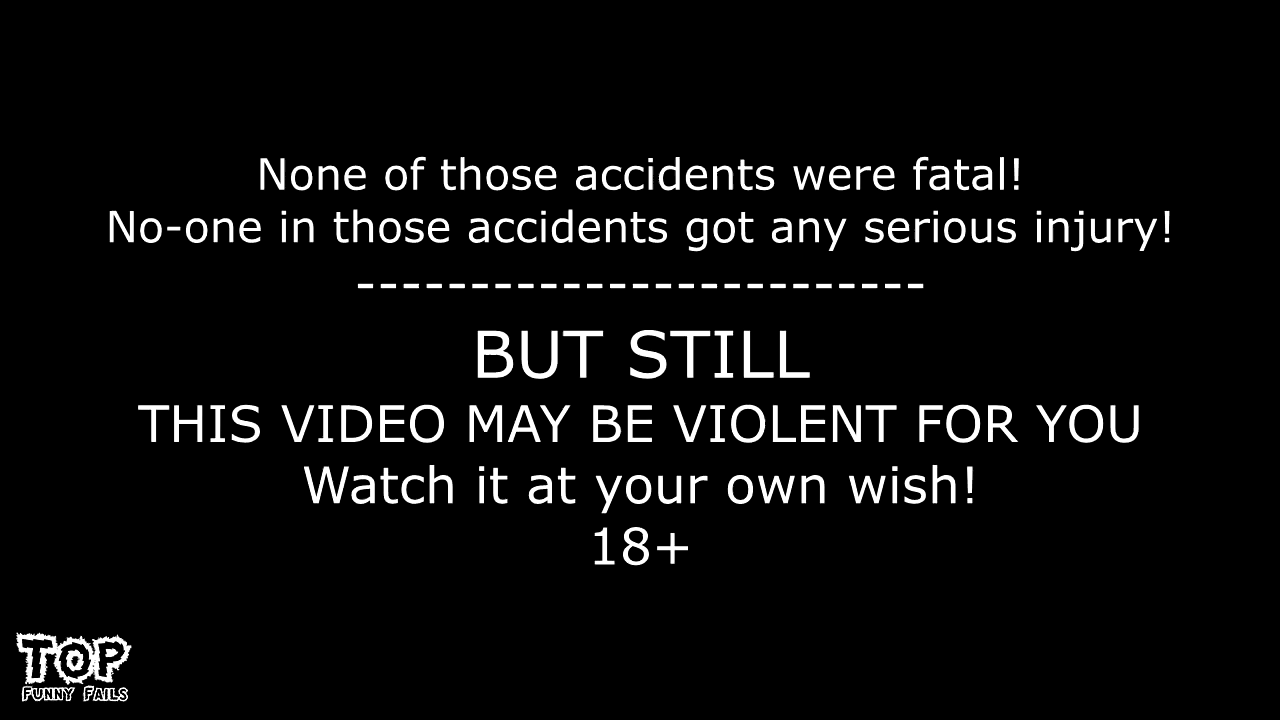 None of those accidents were fatal!
No-one in those accidents got any serious injury!
-------------------------
BUT STILL
THIS VIDEO MAY BE VIOLENT FOR YOU
Watch it at your own wish!
18+
TOP
FUNNY FAILS